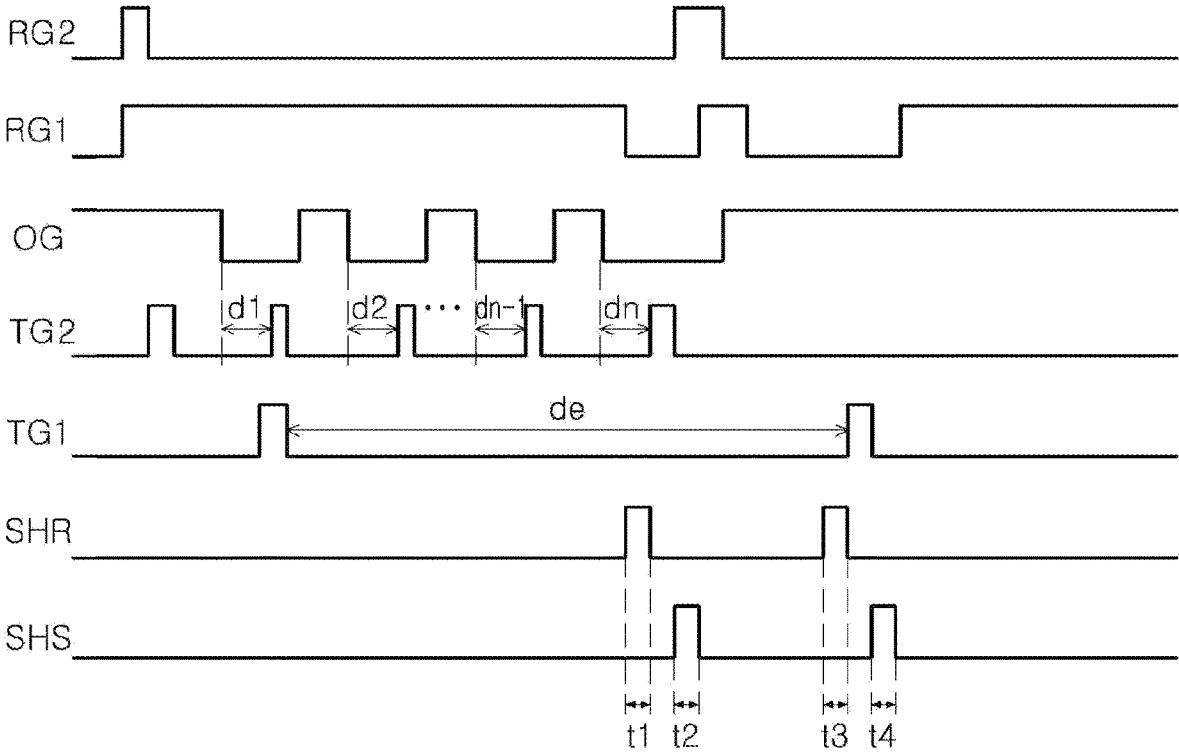 RG2
RG1
OG
TG2 d1 d2 ··· dn-1 dn
TG1 de
SHR
SHS
t1 t2 t3 t4